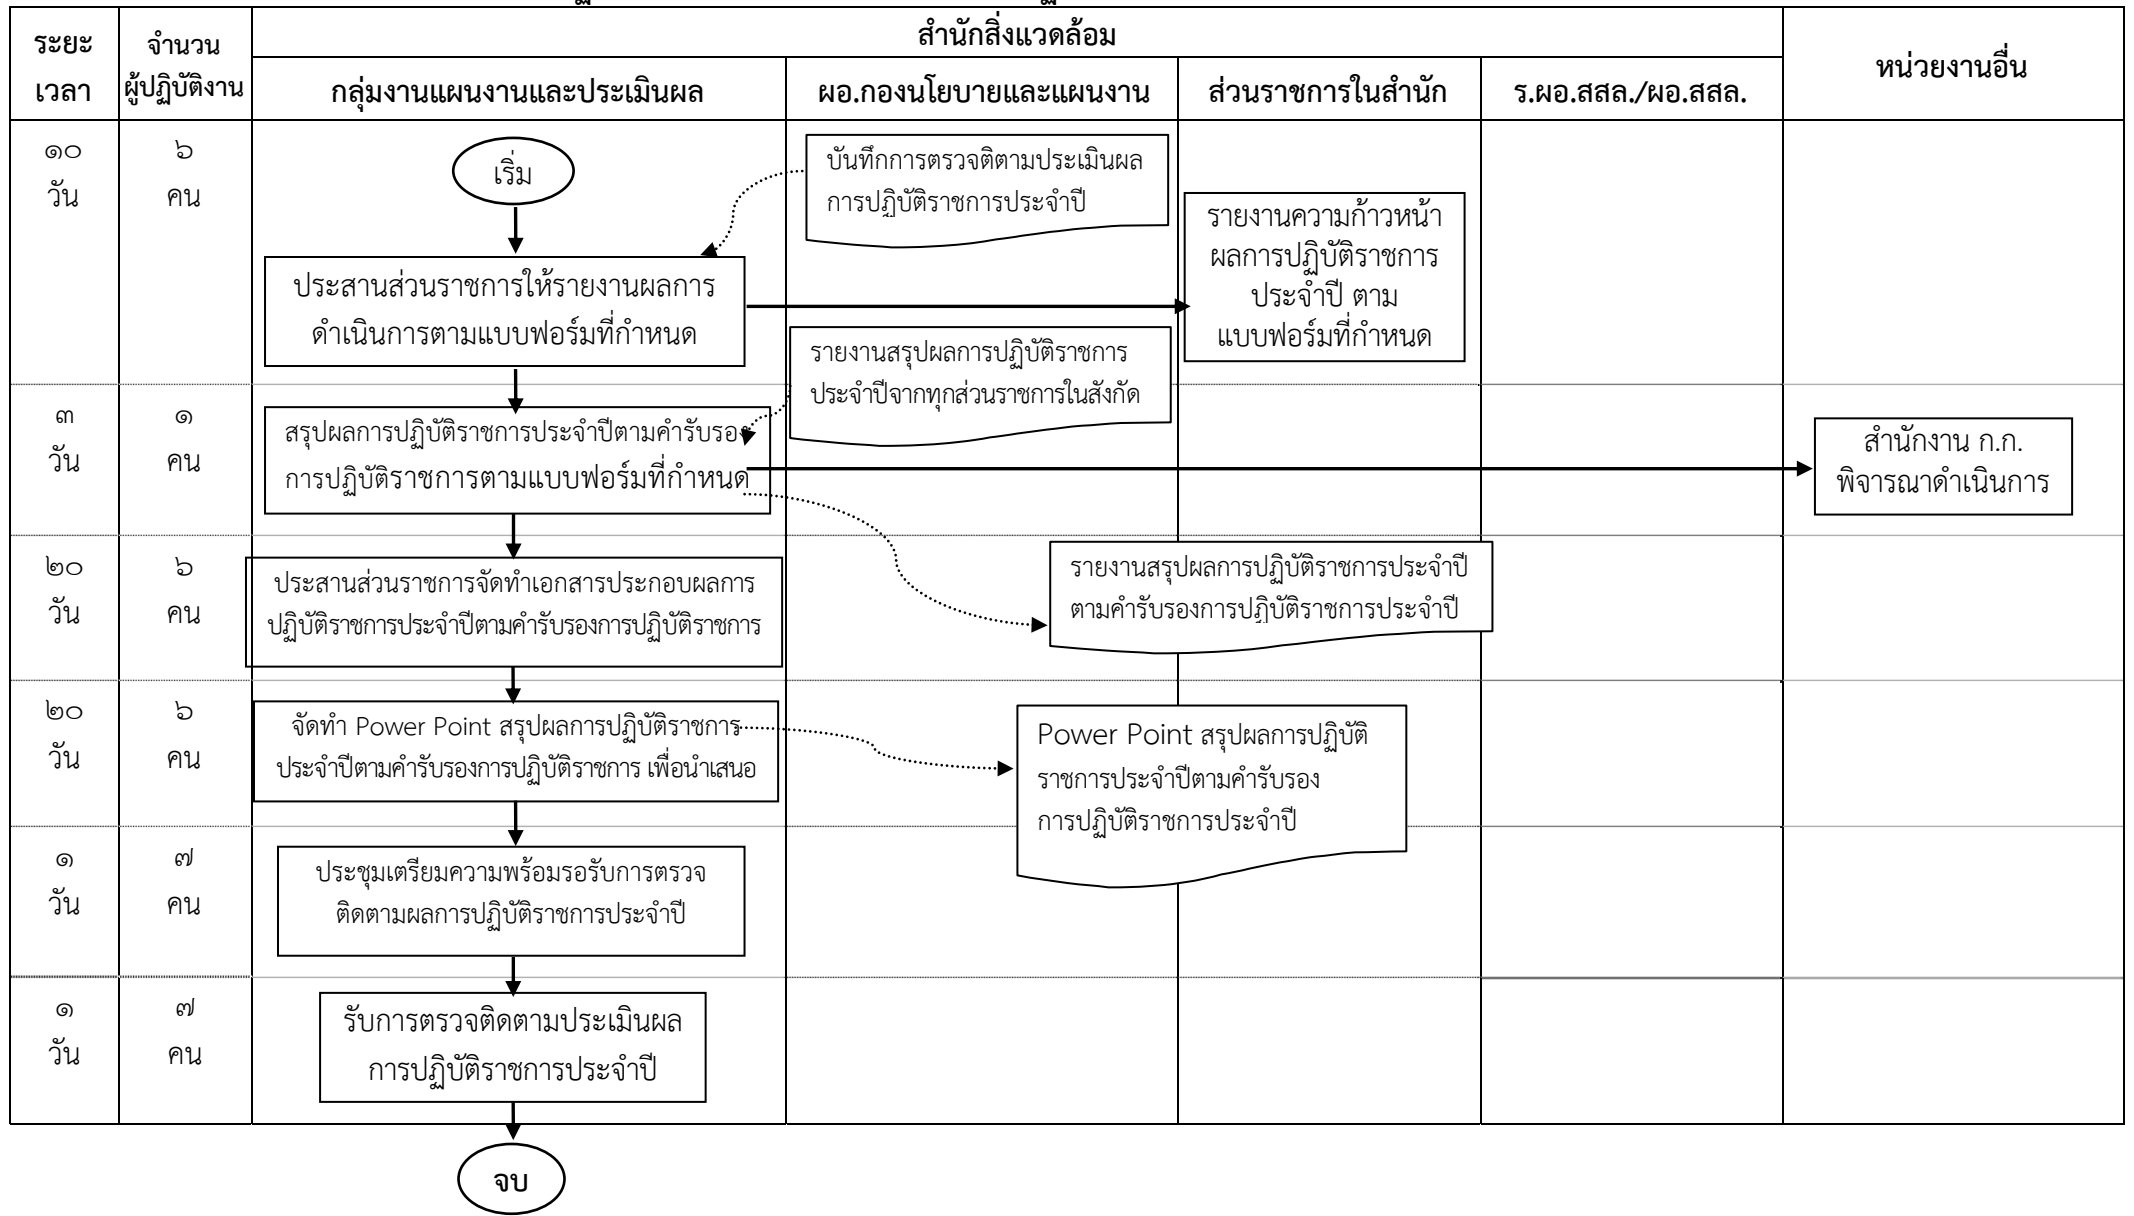 สำนักสิ่งแวดล้อม
ระยะ
เวลา
จำนวน
ผู้ปฏิบัติงาน
กลุ่มงานแผนงานและประเมินผล
ผอ.กองนโยบายและแผนงาน
ส่วนราชการในสำนัก
ร.ผอ.สสล./ผอ.สสล.
หน่วยงานอื่น
๑๐
วัน
๖
คน
เริ่ม
บันทึกการตรวจติตามประเมินผล
การปฏิบัติราชการประจำปี
รายงานความก้าวหน้า
ผลการปฏิบัติราชการ
ประจำปี ตาม
แบบฟอร์มที่กำหนด
ประสานส่วนราชการให้รายงานผลการ
ดำเนินการตามแบบฟอร์มที่กำหนด
รายงานสรุปผลการปฏิบัติราชการ
ประจำปีจากทุกส่วนราชการในสังกัด
๓
วัน
๑
คน
สรุปผลการปฏิบัติราชการประจำปีตามคำรับรอง
การปฏิบัติราชการตามแบบฟอร์มที่กำหนด
สำนักงาน ก.ก.
พิจารณาดำเนินการ
๒๐
วัน
๖
คน
ประสานส่วนราชการจัดทำเอกสารประกอบผลการ
ปฏิบัติราชการประจำปีตามคำรับรองการปฏิบัติราชการ
รายงานสรุปผลการปฏิบัติราชการประจำปี
ตามคำรับรองการปฏิบัติราชการประจำปี
๒๐
วัน
๖
คน
จัดทำ Power Point สรุปผลการปฏิบัติราชการ
ประจำปีตามคำรับรองการปฏิบัติราชการ เพื่อนำเสนอ
Power Point สรุปผลการปฏิบัติ
ราชการประจำปีตามคำรับรอง
การปฏิบัติราชการประจำปี
๑
วัน
๗
คน
ประชุมเตรียมความพร้อมรอรับการตรวจ
ติดตามผลการปฏิบัติราชการประจำปี
๑
วัน
๗
คน
รับการตรวจติดตามประเมินผล
การปฏิบัติราชการประจำปี
จบ